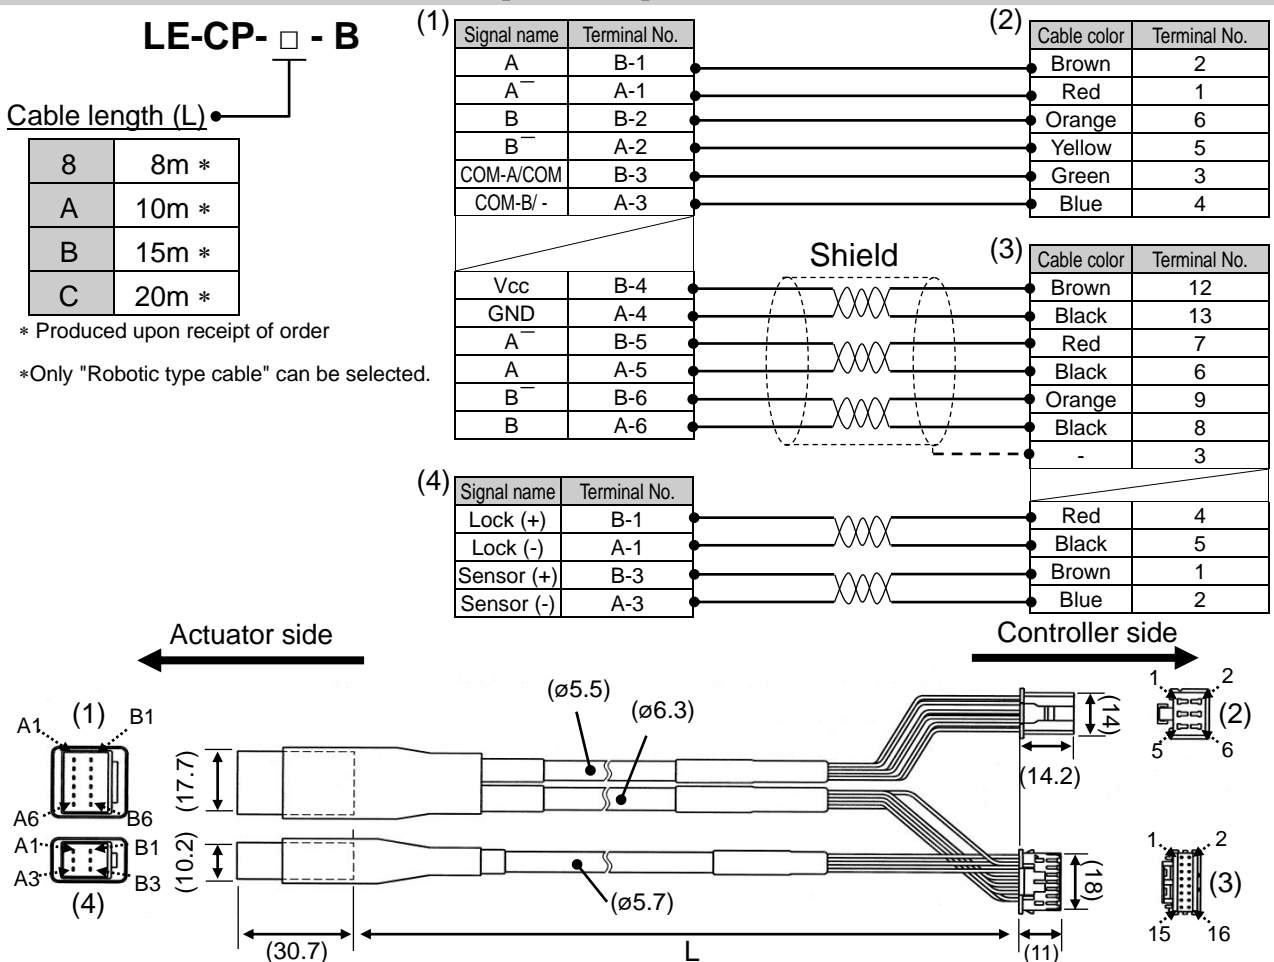 LE-CP- □ - B
Cable length (L)
8 8m *
A 10m *
B 15m *
C 20m *
* Produced upon receipt of order
*Only "Robotic type cable" can be selected.
(1)
Signal name Terminal No.
A B-1
A̅ A-1
B B-2
B̅ A-2
COM-A/COM B-3
COM-B/ - A-3
Vcc B-4
GND A-4
A̅ B-5
A A-5
B̅ B-6
B A-6
Shield
(2)
Cable color Terminal No.
Brown 2
Red 1
Orange 6
Yellow 5
Green 3
Blue 4
(3)
Cable color Terminal No.
Brown 12
Black 13
Red 7
Black 6
Orange 9
Black 8
- 3
Red 4
Black 5
Brown 1
Blue 2
(4)
Signal name Terminal No.
Lock (+) B-1
Lock (-) A-1
Sensor (+) B-3
Sensor (-) A-3
Actuator side
Controller side
(1)
A1 B1
A6 B6
A1 B1
A3 B3
(4)
(17.7)
(10.2)
(30.7)
(ø5.5)
(ø6.3)
(ø5.7)
L
(14)
(14.2)
(18)
(11)
1 2
(2)
5 6
1 2
(3)
15 16